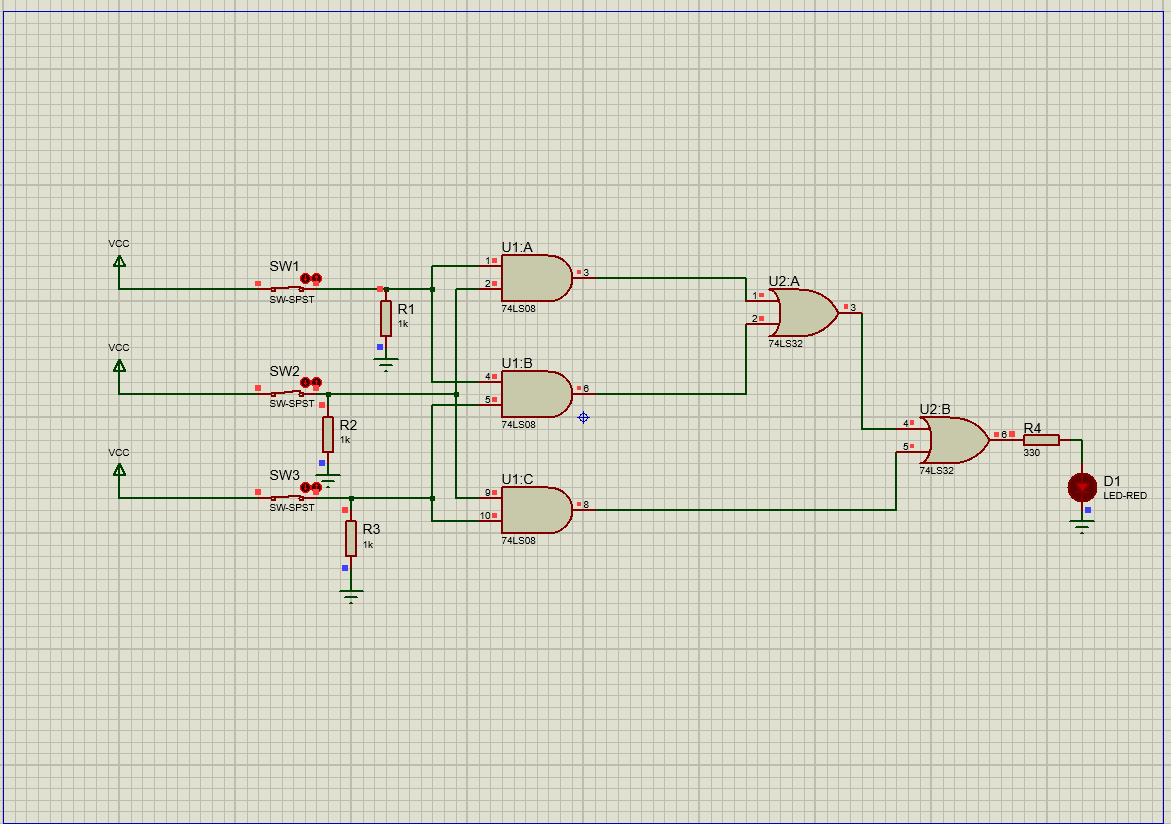 VCC
SW1
SW-SPST
R1
1k
VCC
SW2
SW-SPST
R2
1k
VCC
SW3
SW-SPST
R3
1k
U1:A
1
2
3
74LS08
U1:B
4
5
6
74LS08
U1:C
9
10
8
74LS08
U2:A
1
2
3
74LS32
U2:B
4
5
6
74LS32
R4
330
D1
LED-RED